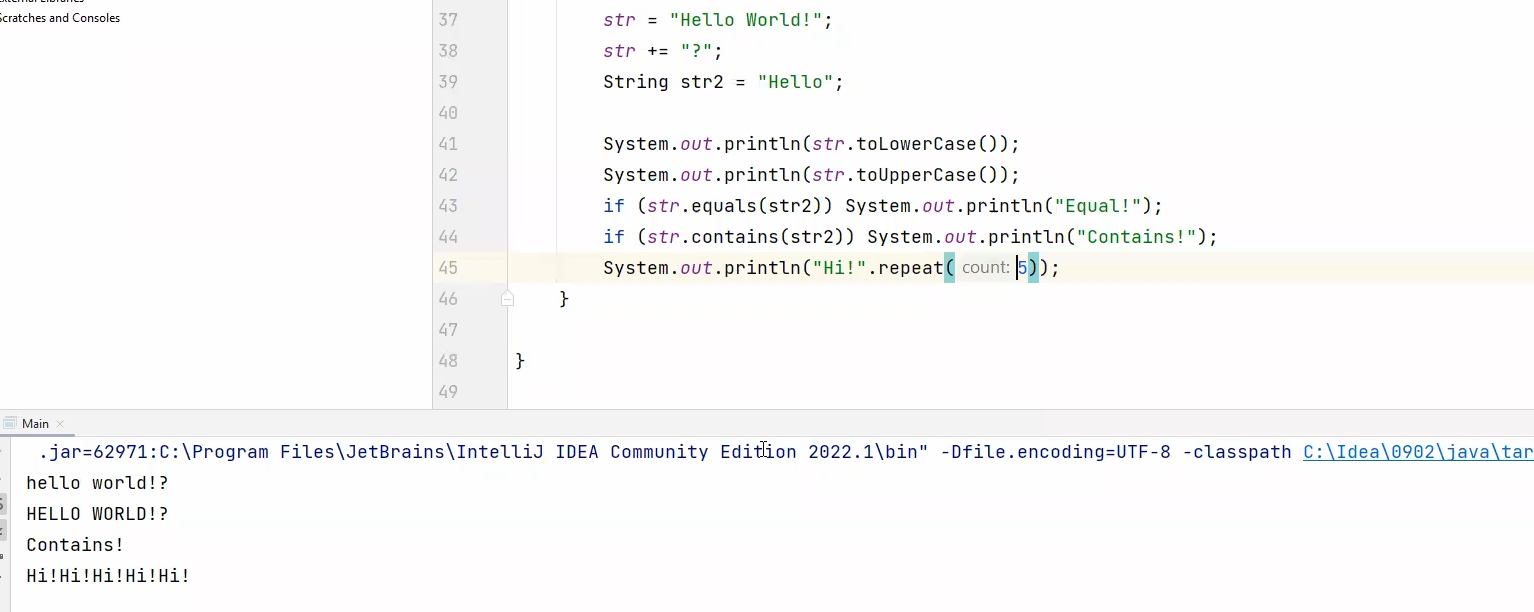 Scratches and Consoles
37 str = "Hello World!";
38 str += "?";
39 String str2 = "Hello";
40
41 System.out.println(str.toLowerCase());
42 System.out.println(str.toUpperCase());
43 if (str.equals(str2)) System.out.println("Equal!");
44 if (str.contains(str2)) System.out.println("Contains!");
45 System.out.println("Hi!".repeat( count: 5));
46 }
47
48 }
49
Main
.jar=62971:C:\Program Files\JetBrains\IntelliJ IDEA Community Edition 2022.1\bin" -Dfile.encoding=UTF-8 -classpath C:\Idea\0902\java\tar
hello world!?
HELLO WORLD!?
Contains!
Hi!Hi!Hi!Hi!Hi!